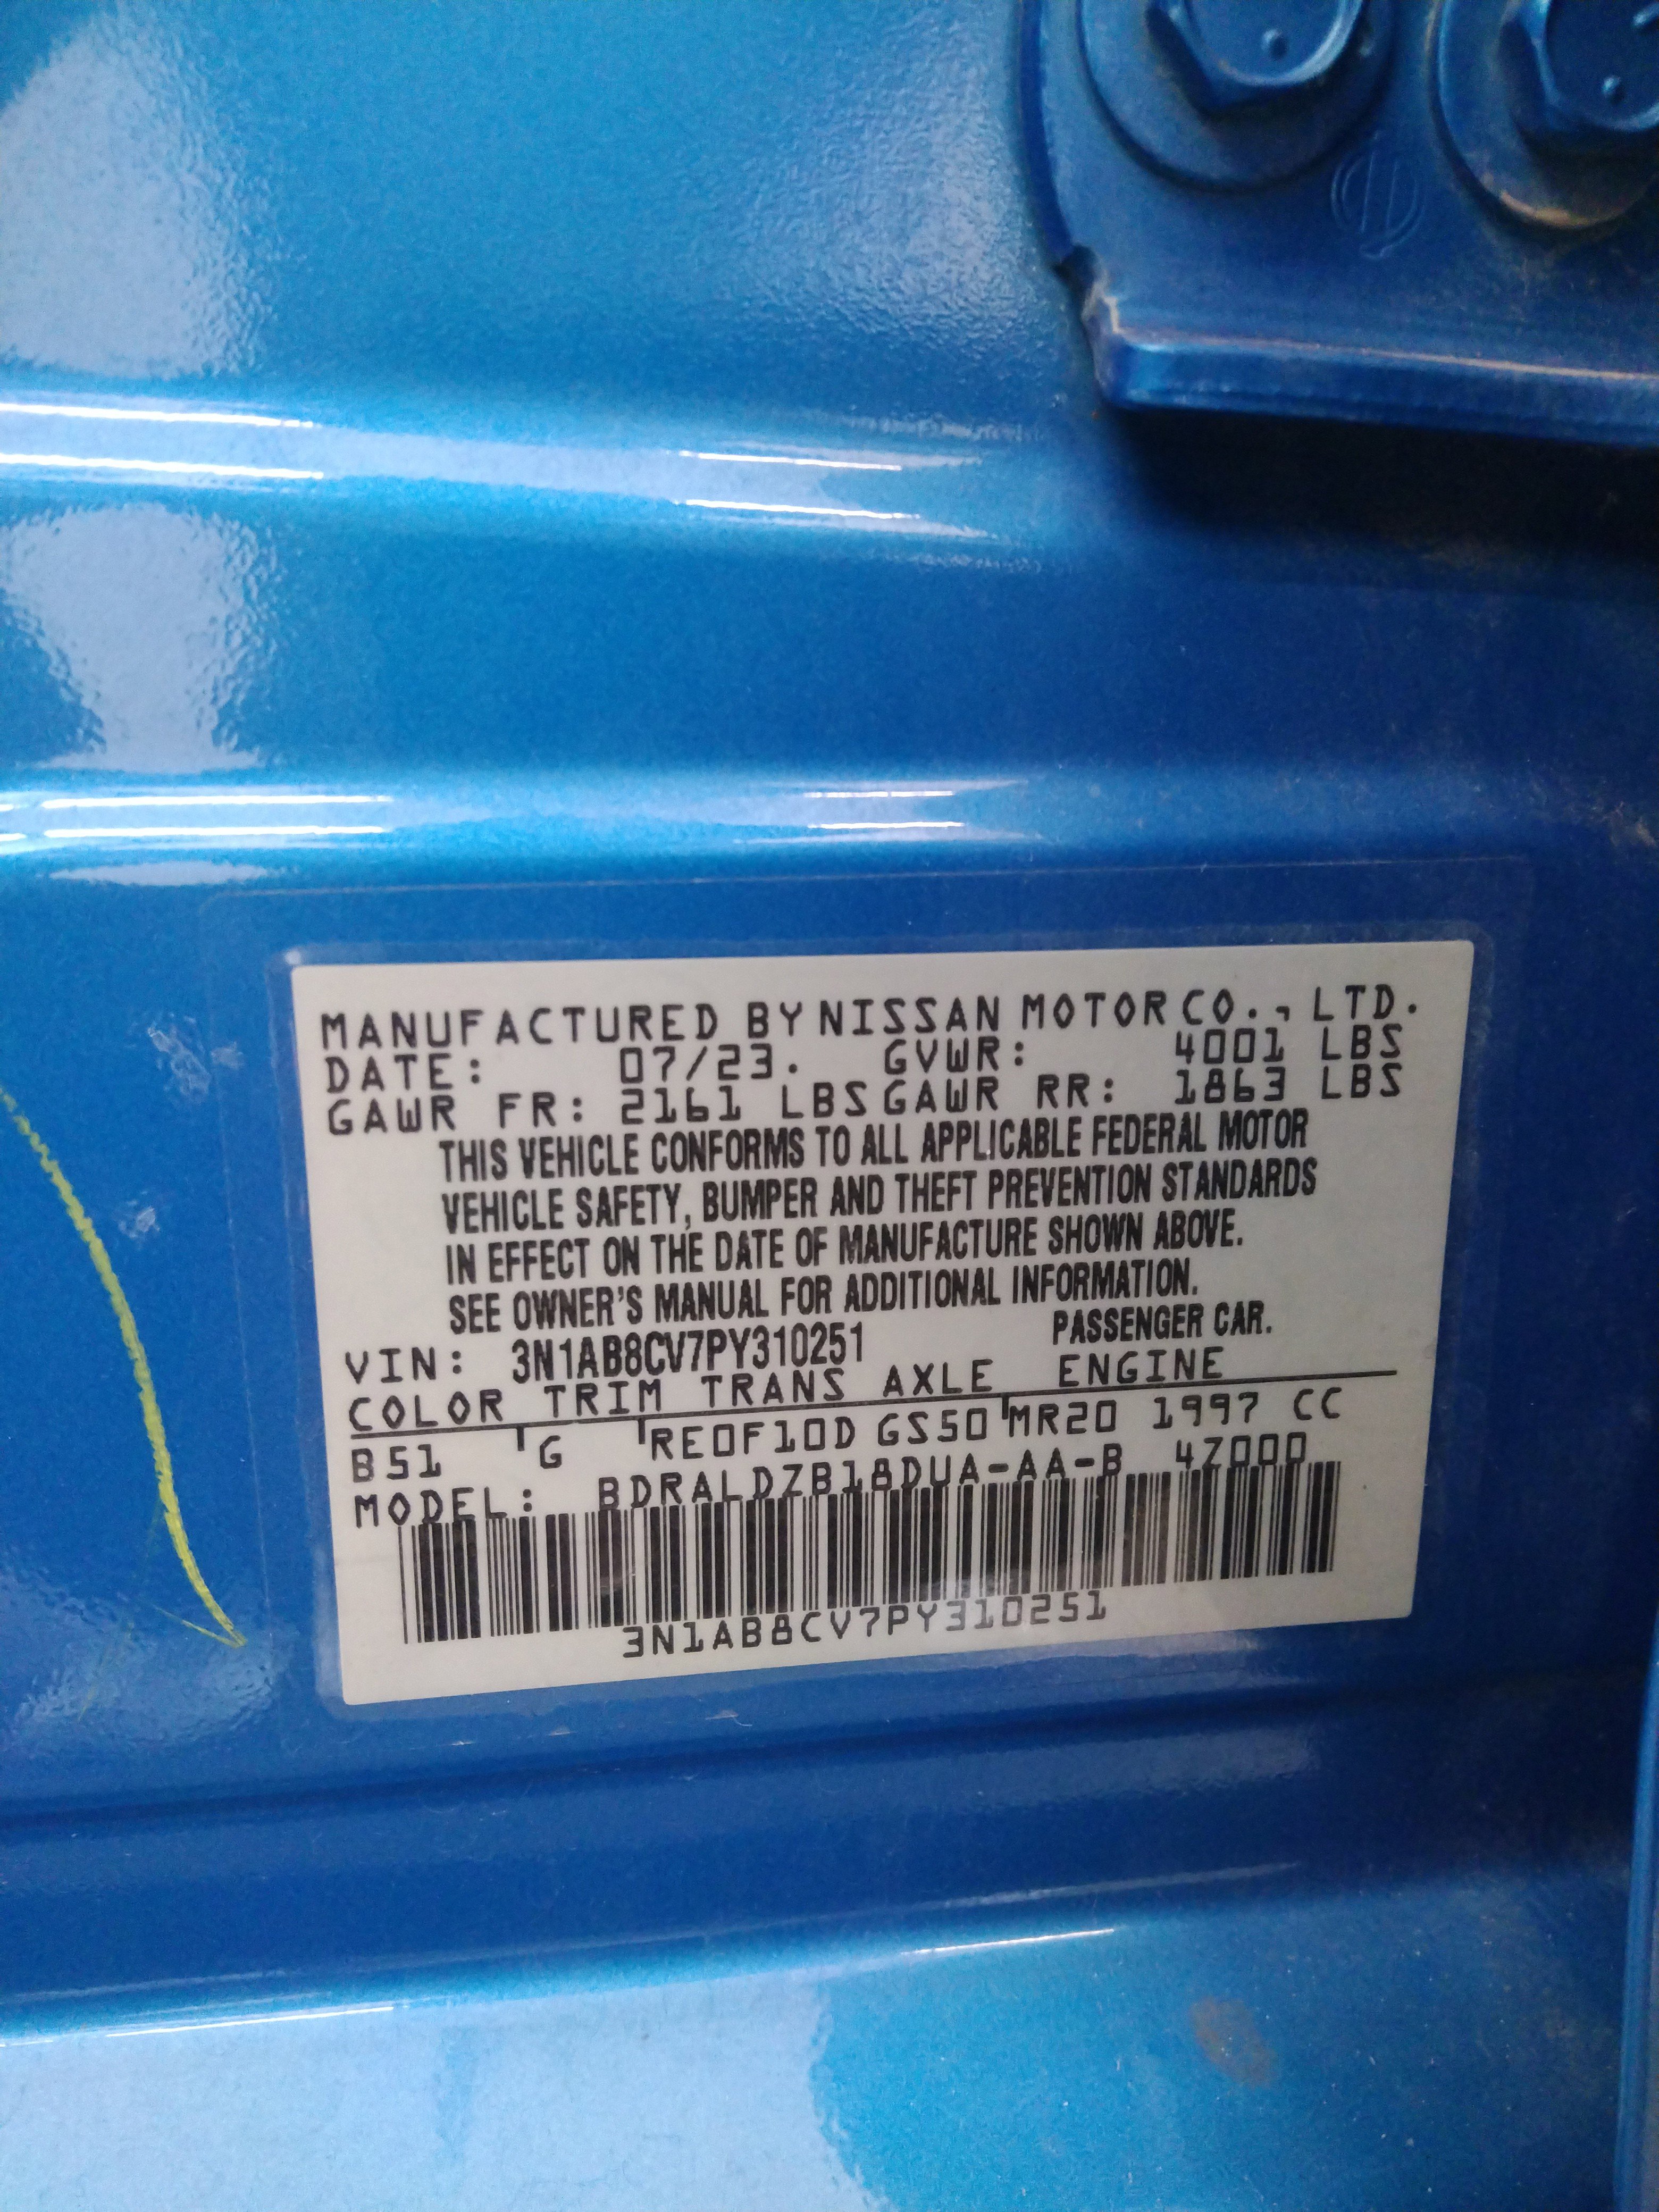 MANUFACTURED BY NISSAN MOTOR CO., LTD.
DATE: 07/23. GVWR: 4001 LBS
GAWR FR: 2161 LBS GAWR RR: 1863 LBS
THIS VEHICLE CONFORMS TO ALL APPLICABLE FEDERAL MOTOR
VEHICLE SAFETY, BUMPER AND THEFT PREVENTION STANDARDS
IN EFFECT ON THE DATE OF MANUFACTURE SHOWN ABOVE.
SEE OWNER'S MANUAL FOR ADDITIONAL INFORMATION.
VIN: 3N1AB8CV7PY310251 PASSENGER CAR.
COLOR TRIM TRANS AXLE ENGINE
B51 G RE0F10D GS50 MR20 1997 CC
MODEL: BDRALDZB18DUA-AA-B 4Z000
3N1AB8CV7PY310251